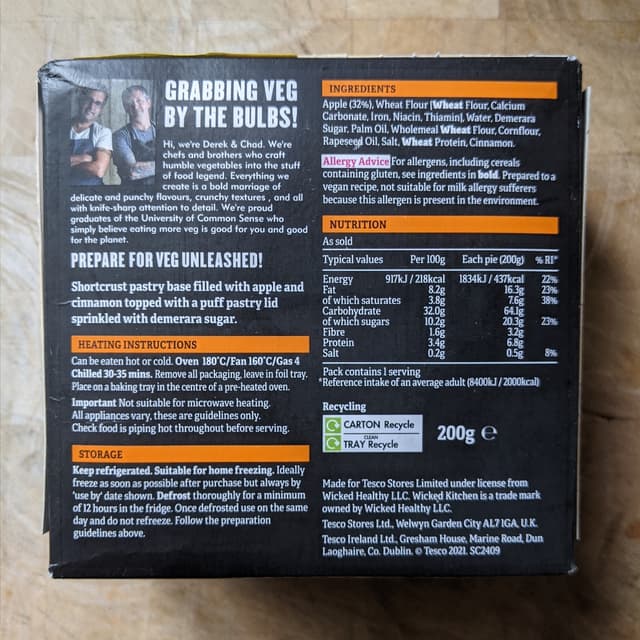 GRABBING VEG
BY THE BULBS!
Hi, we're Derek & Chad. We're
chefs and brothers who craft
humble vegetables into the stuff
of food legend. Everything we
create is a bold marriage of
delicate and punchy flavours, crunchy textures , and all
with knife-sharp attention to detail. We're proud
graduates of the University of Common Sense who
simply believe eating more veg is good for you and good
for the planet.
PREPARE FOR VEG UNLEASHED!
Shortcrust pastry base filled with apple and
cinnamon topped with a puff pastry lid
sprinkled with demerara sugar.
HEATING INSTRUCTIONS
Can be eaten hot or cold. Oven 180°C/Fan 160°C/Gas 4
Chilled 30-35 mins. Remove all packaging, leave in foil tray.
Place on a baking tray in the centre of a pre-heated oven.
Important Not suitable for microwave heating.
All appliances vary, these are guidelines only.
Check food is piping hot throughout before serving.
STORAGE
Keep refrigerated. Suitable for home freezing. Ideally
freeze as soon as possible after purchase but always by
'use by' date shown. Defrost thoroughly for a minimum
of 12 hours in the fridge. Once defrosted use on the same
day and do not refreeze. Follow the preparation
guidelines above.
INGREDIENTS
Apple (32%), Wheat Flour (Wheat Flour, Calcium
Carbonate, Iron, Niacin, Thiamin), Water, Demerara
Sugar, Palm Oil, Wholemeal Wheat Flour, Cornflour,
Rapeseed Oil, Salt, Wheat Protein, Cinnamon.
Allergy Advice For allergens, including cereals
containing gluten, see ingredients in bold. Prepared to a
vegan recipe, not suitable for milk allergy sufferers
because this allergen is present in the environment.
NUTRITION
As sold
Typical values Per 100g Each pie (200g) % RI*
Energy 917kJ / 218kcal 1834kJ / 437kcal 22%
Fat 8.2g 16.3g 23%
of which saturates 3.8g 7.6g 38%
Carbohydrate 32.0g 64.1g
of which sugars 10.2g 20.3g 23%
Fibre 1.6g 3.2g
Protein 3.4g 6.8g
Salt 0.2g 0.5g 8%
Pack contains 1 serving
*Reference intake of an average adult (8400kJ / 2000kcal)
Recycling
CARTON Recycle
CLEAN
TRAY Recycle
200g ℮
Made for Tesco Stores Limited under license from
Wicked Healthy LLC. Wicked Kitchen is a trade mark
owned by Wicked Healthy LLC.
Tesco Stores Ltd., Welwyn Garden City AL7 1GA, U.K.
Tesco Ireland Ltd., Gresham House, Marine Road, Dun
Laoghaire, Co. Dublin. © Tesco 2021. SC2409